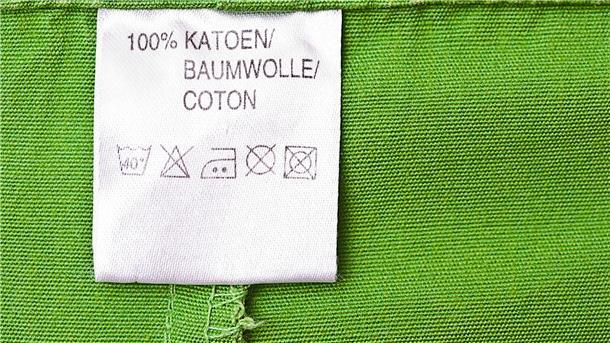 100% KATOEN/
BAUMWOLLE/
COTON
40°